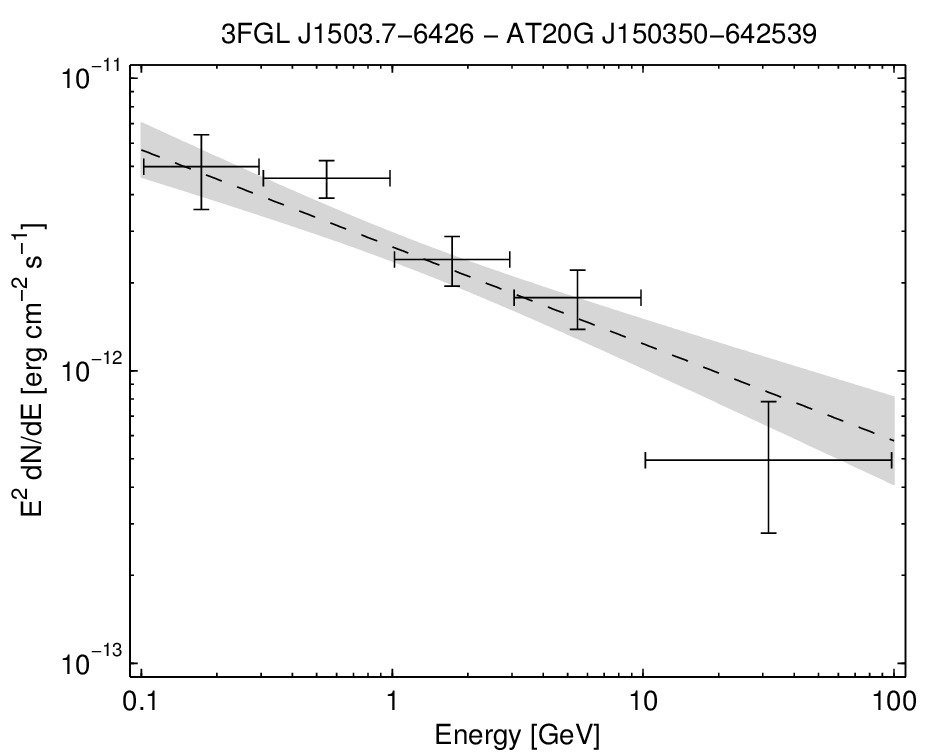 3FGL J1503.7−6426 − AT20G J150350−642539
10⁻¹¹
10⁻¹²
10⁻¹³
E² dN/dE [erg cm⁻² s⁻¹]
0.1 1 10 100
Energy [GeV]